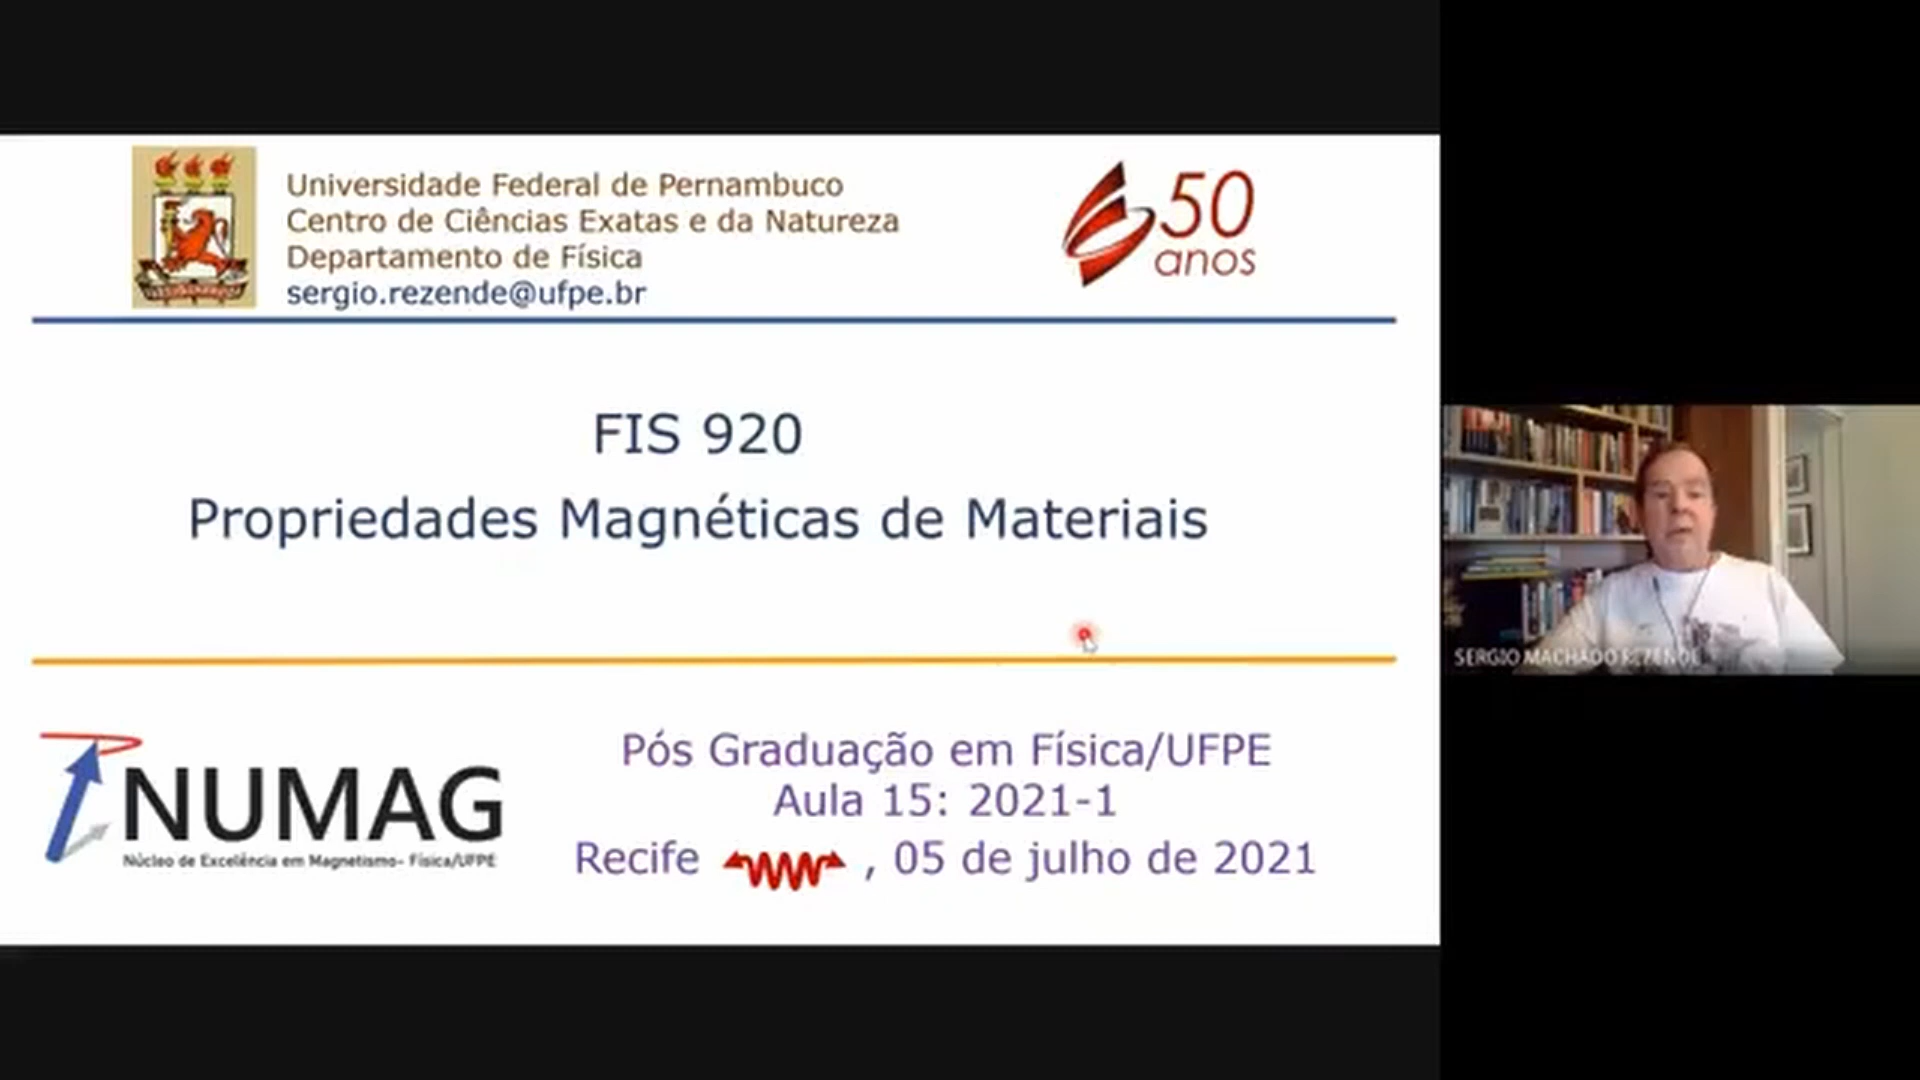 Universidade Federal de Pernambuco
Centro de Ciências Exatas e da Natureza
Departamento de Física
sergio.rezende@ufpe.br
50
anos
FIS 920
Propriedades Magnéticas de Materiais
NUMAG
Núcleo de Excelência em Magnetismo- Física/UFPE
Pós Graduação em Física/UFPE
Aula 15: 2021-1
Recife , 05 de julho de 2021
SERGIO MACHADO REZENDE